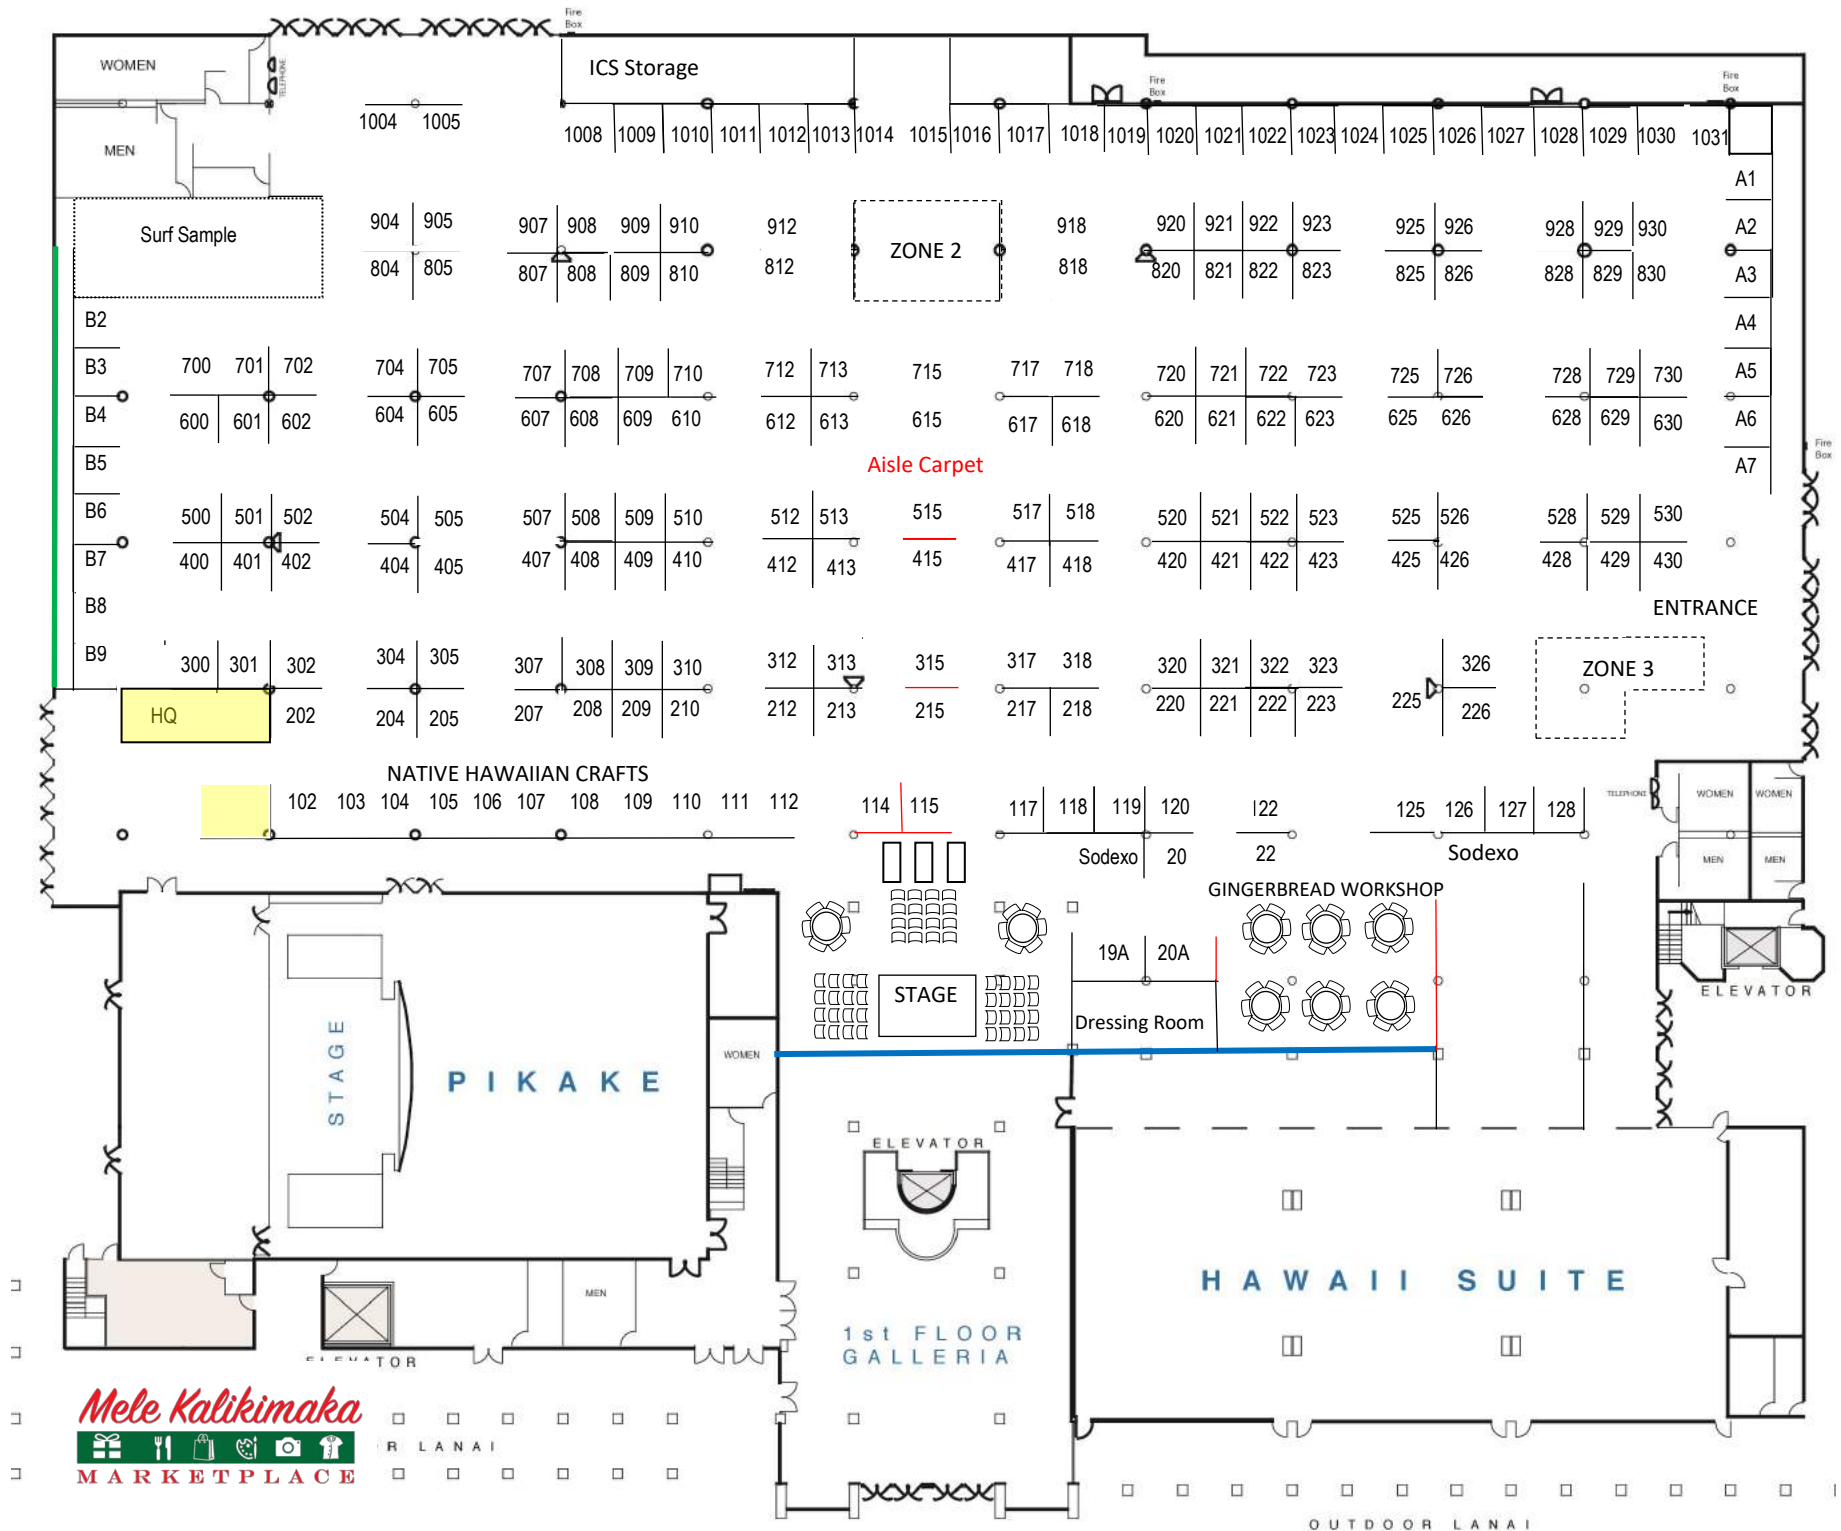 Fire
Box
WOMEN
TELEPHONE
ICS Storage
Fire
Box
Fire
Box
1004 1005
1008 1009 1010 1011 1012 1013 1014 1015 1016 1017 1018 1019 1020 1021 1022 1023 1024 1025 1026 1027 1028 1029 1030 1031
MEN
A1
Surf Sample
904 905 907 908 909 910 912 918 920 921 922 923 925 926 928 929 930 A2
ZONE 2
804 805 807 808 809 810 812 818 820 821 822 823 825 826 828 829 830 A3
B2 A4
B3 700 701 702 704 705 707 708 709 710 712 713 715 717 718 720 721 722 723 725 726 728 729 730 A5
B4 600 601 602 604 605 607 608 609 610 612 613 615 617 618 620 621 622 623 625 626 628 629 630 A6
Fire
Box
B5 Aisle Carpet A7
B6 500 501 502 504 505 507 508 509 510 512 513 515 517 518 520 521 522 523 525 526 528 529 530
B7 400 401 402 404 405 407 408 409 410 412 413 415 417 418 420 421 422 423 425 426 428 429 430
B8 ENTRANCE
B9 300 301 302 304 305 307 308 309 310 312 313 315 317 318 320 321 322 323 326 ZONE 3
HQ 202 204 205 207 208 209 210 212 213 215 217 218 220 221 222 223 225 226
NATIVE HAWAIIAN CRAFTS
102 103 104 105 106 107 108 109 110 111 112 114 115 117 118 119 120 122 125 126 127 128
TELEPHONE WOMEN WOMEN
Sodexo 20 22 Sodexo
MEN MEN
GINGERBREAD WORKSHOP
19A 20A
STAGE
ELEVATOR
Dressing Room
STAGE
WOMEN
PIKAKE
ELEVATOR
HAWAII SUITE
MEN
1st FLOOR
GALLERIA
ELEVATOR
Mele Kalikimaka
MARKETPLACE
R LANAI
OUTDOOR LANAI